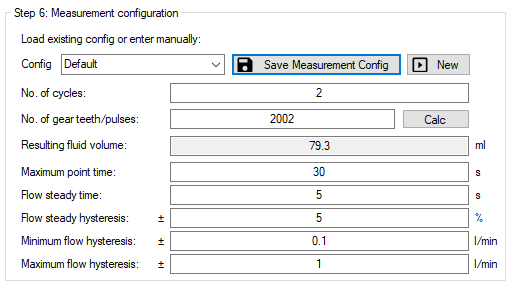 Step 6: Measurement configuration
Load existing config or enter manually:
Config Default Save Measurement Config New
No. of cycles: 2
No. of gear teeth/pulses: 2002 Calc
Resulting fluid volume: 79.3 ml
Maximum point time: 30 s
Flow steady time: 5 s
Flow steady hysteresis: ± 5 %
Minimum flow hysteresis: ± 0.1 l/min
Maximum flow hysteresis: ± 1 l/min